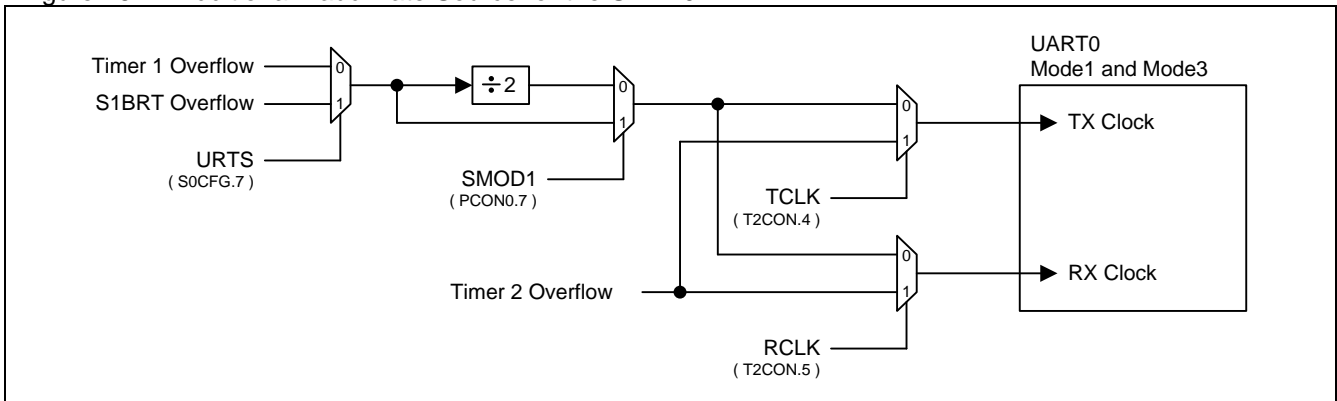 Timer 1 Overflow
S1BRT Overflow
0
1
URTS
( S0CFG.7 )
÷2
0
1
SMOD1
( PCON0.7 )
Timer 2 Overflow
0
1
TCLK
( T2CON.4 )
0
1
RCLK
( T2CON.5 )
UART0
Mode1 and Mode3
TX Clock
RX Clock